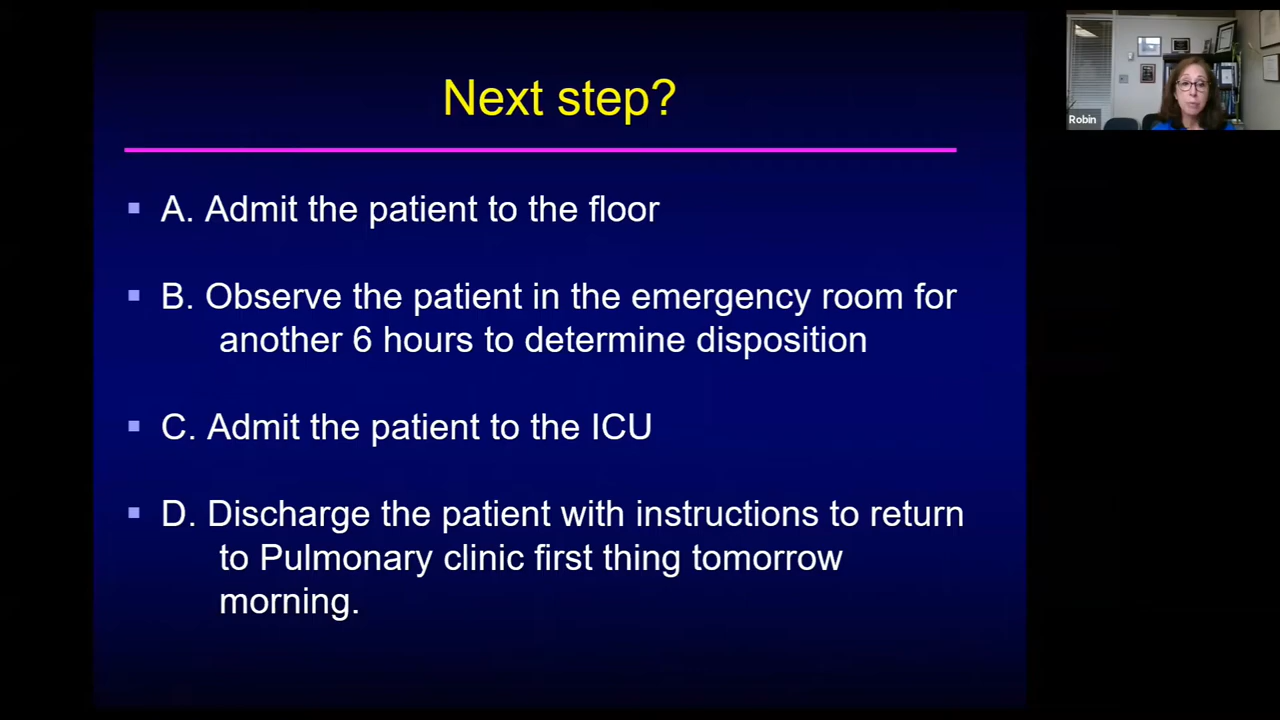 Next step?
Robin
▪ A. Admit the patient to the floor
▪ B. Observe the patient in the emergency room for
another 6 hours to determine disposition
▪ C. Admit the patient to the ICU
▪ D. Discharge the patient with instructions to return
to Pulmonary clinic first thing tomorrow
morning.